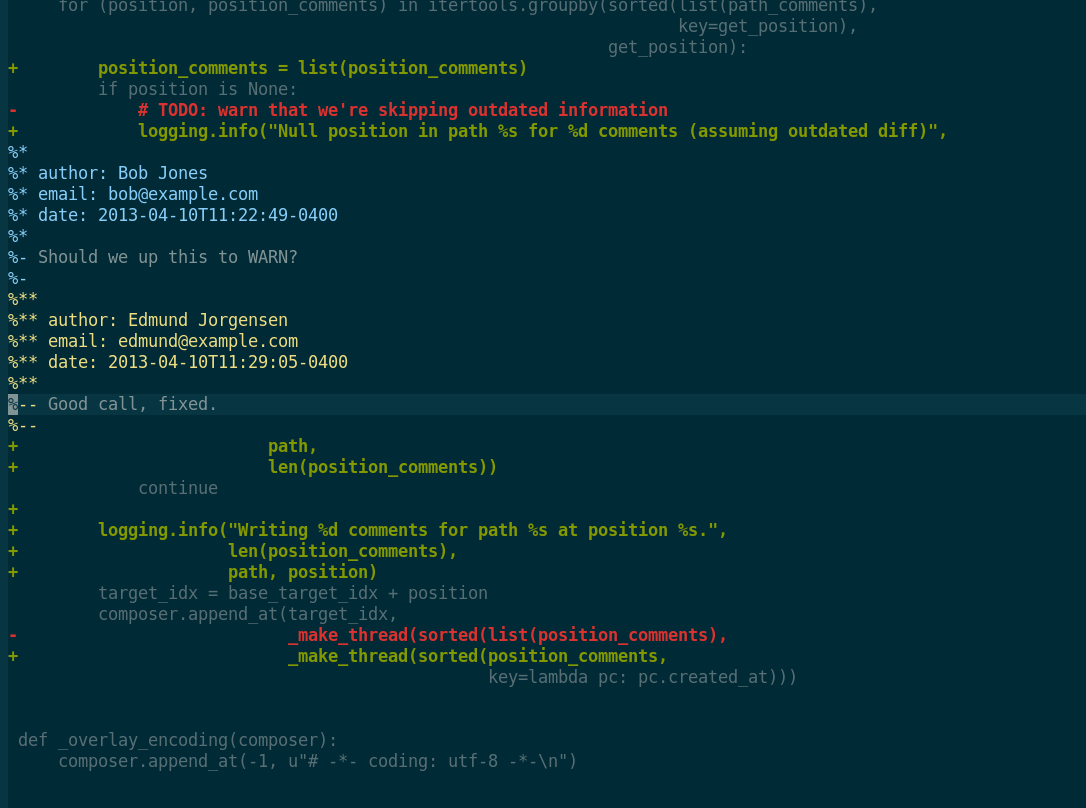 for (position, position_comments) in itertools.groupby(sorted(list(path_comments),
key=get_position),
get_position):
+        position_comments = list(position_comments)
if position is None:
-            # TODO: warn that we're skipping outdated information
+            logging.info("Null position in path %s for %d comments (assuming outdated diff)",
%*
%* author: Bob Jones
%* email: bob@example.com
%* date: 2013-04-10T11:22:49-0400
%*
%- Should we up this to WARN?
%-
%**
%** author: Edmund Jorgensen
%** email: edmund@example.com
%** date: 2013-04-10T11:29:05-0400
%**
%-- Good call, fixed.
%--
+                         path,
+                         len(position_comments))
continue
+
+        logging.info("Writing %d comments for path %s at position %s.",
+                     len(position_comments),
+                     path, position)
target_idx = base_target_idx + position
composer.append_at(target_idx,
-                           _make_thread(sorted(list(position_comments),
+                           _make_thread(sorted(position_comments,
key=lambda pc: pc.created_at)))
def _overlay_encoding(composer):
composer.append_at(-1, u"# -*- coding: utf-8 -*-\n")